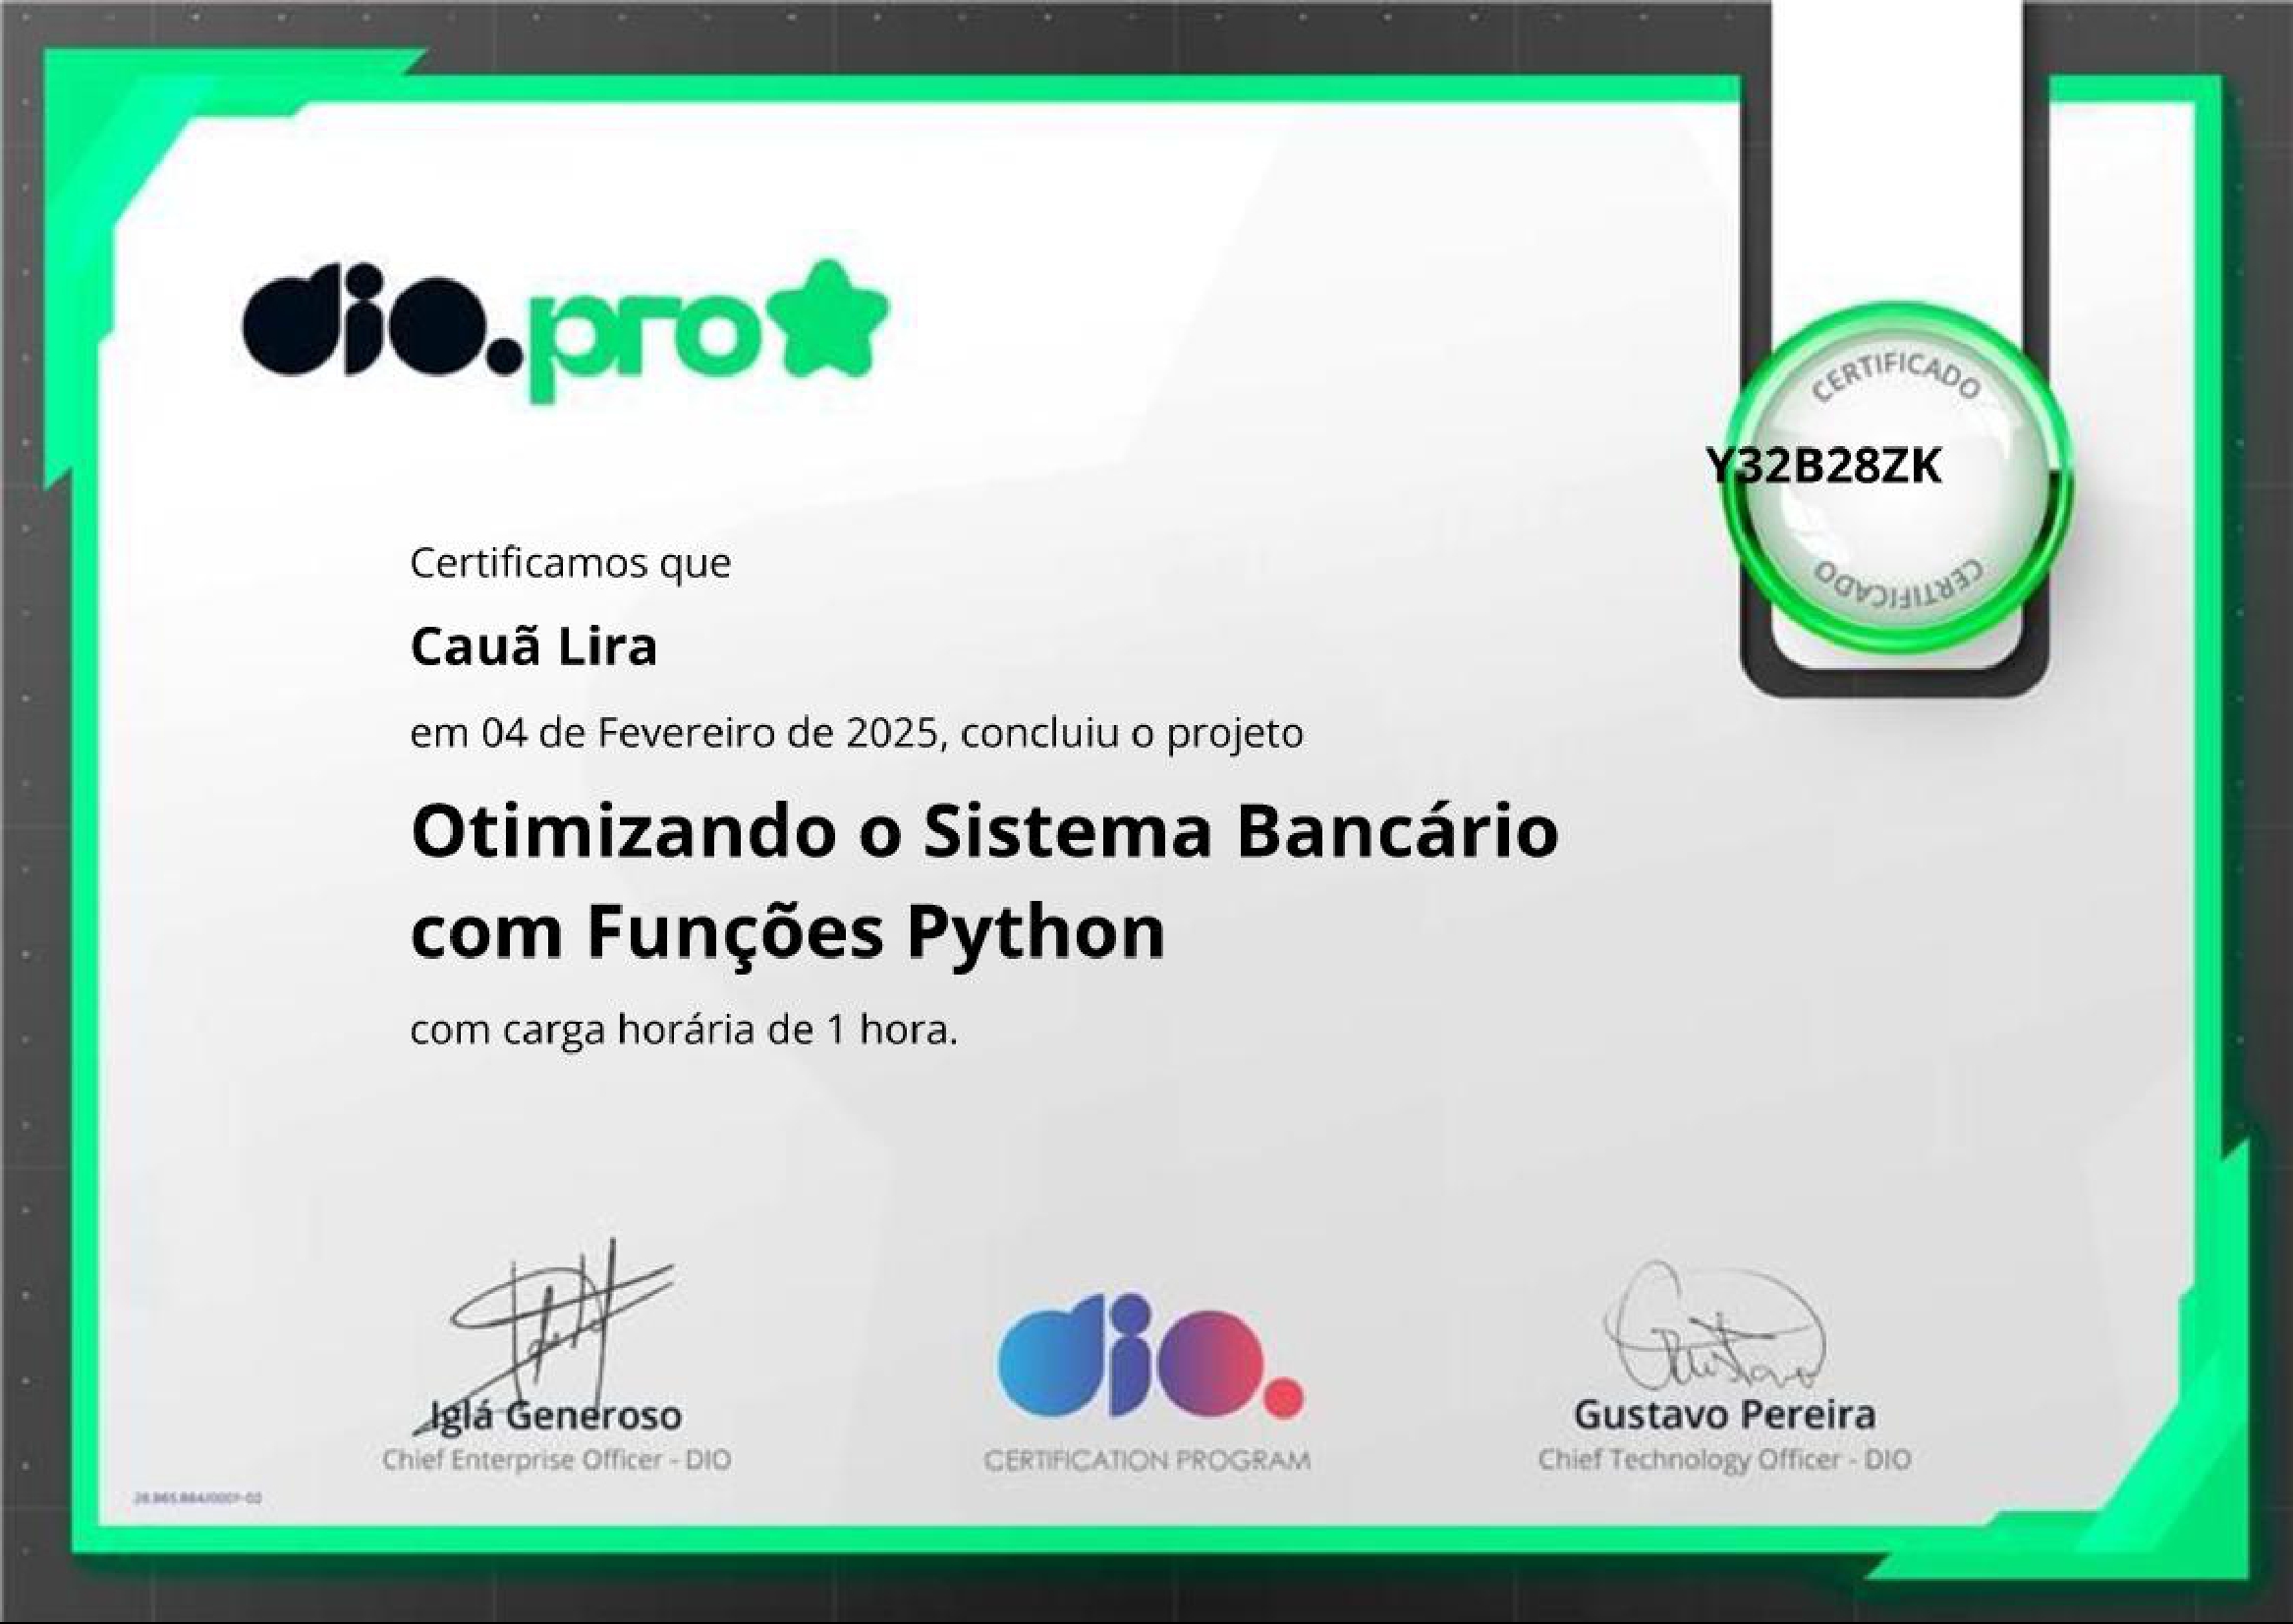 dio.pro
CERTIFICADO
Y32B28ZK
CERTIFICADO
Certificamos que
Cauã Lira
em 04 de Fevereiro de 2025, concluiu o projeto
Otimizando o Sistema Bancário
com Funções Python
com carga horária de 1 hora.
Iglá Generoso
Chief Enterprise Officer - DIO
dio.
CERTIFICATION PROGRAM
Gustavo
Gustavo Pereira
Chief Technology Officer - DIO